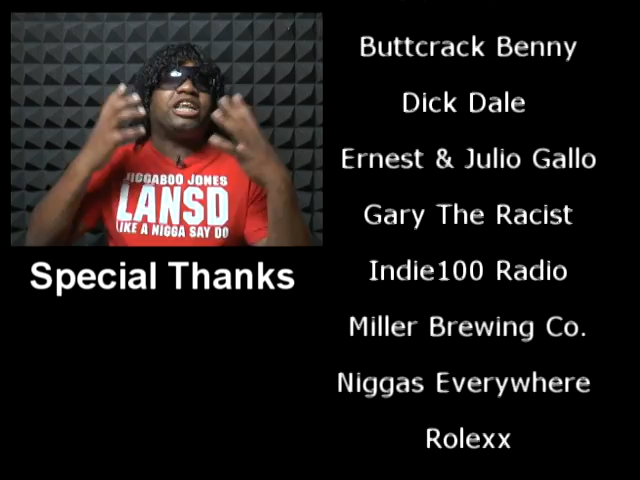 JIGGABOO JONES
LANSD
LIKE A NIGGA SAY DO
Special Thanks
Buttcrack Benny
Dick Dale
Ernest & Julio Gallo
Gary The Racist
Indie100 Radio
Miller Brewing Co.
Niggas Everywhere
Rolexx